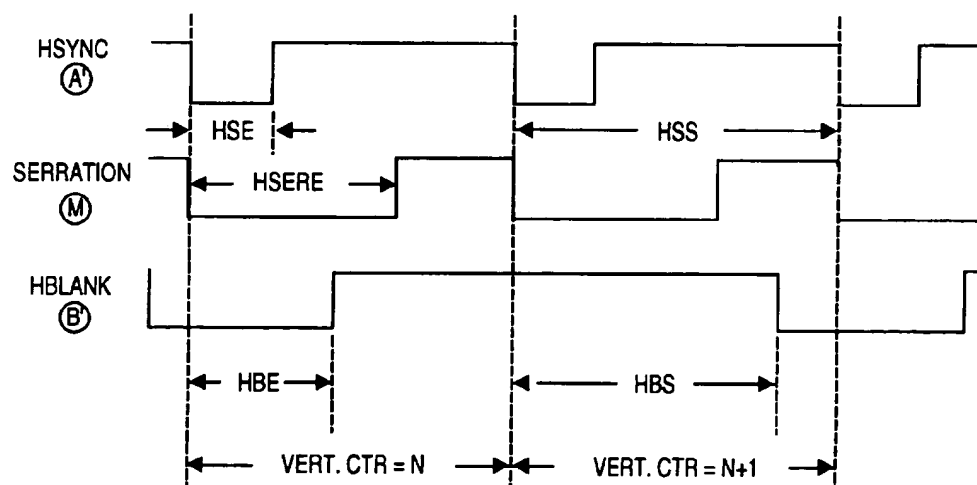 HSYNC
A'
HSE
HSS
SERRATION
M
HSERE
HBLANK
B'
HBE
HBS
VERT. CTR = N
VERT. CTR = N+1